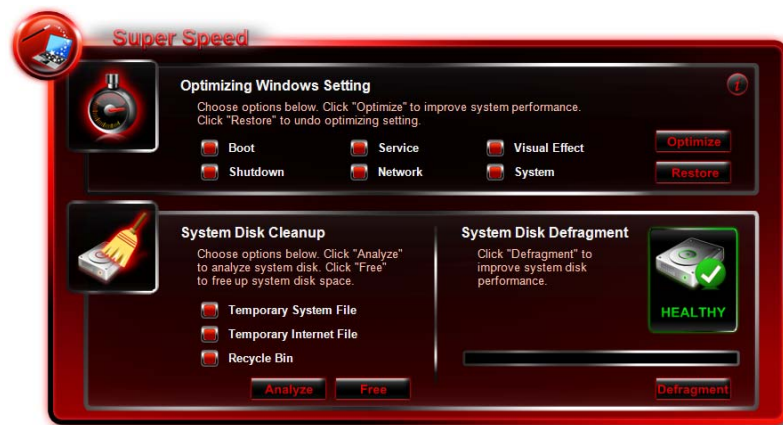 Super Speed
Optimizing Windows Setting
Choose options below. Click "Optimize" to improve system performance.
Click "Restore" to undo optimizing setting.
i
Boot
Service
Visual Effect
Optimize
Shutdown
Network
System
Restore
System Disk Cleanup
Choose options below. Click "Analyze"
to analyze system disk. Click "Free"
to free up system disk space.
Temporary System File
Temporary Internet File
Recycle Bin
Analyze
Free
System Disk Defragment
Click "Defragment" to
improve system disk
performance.
HEALTHY
Defragment